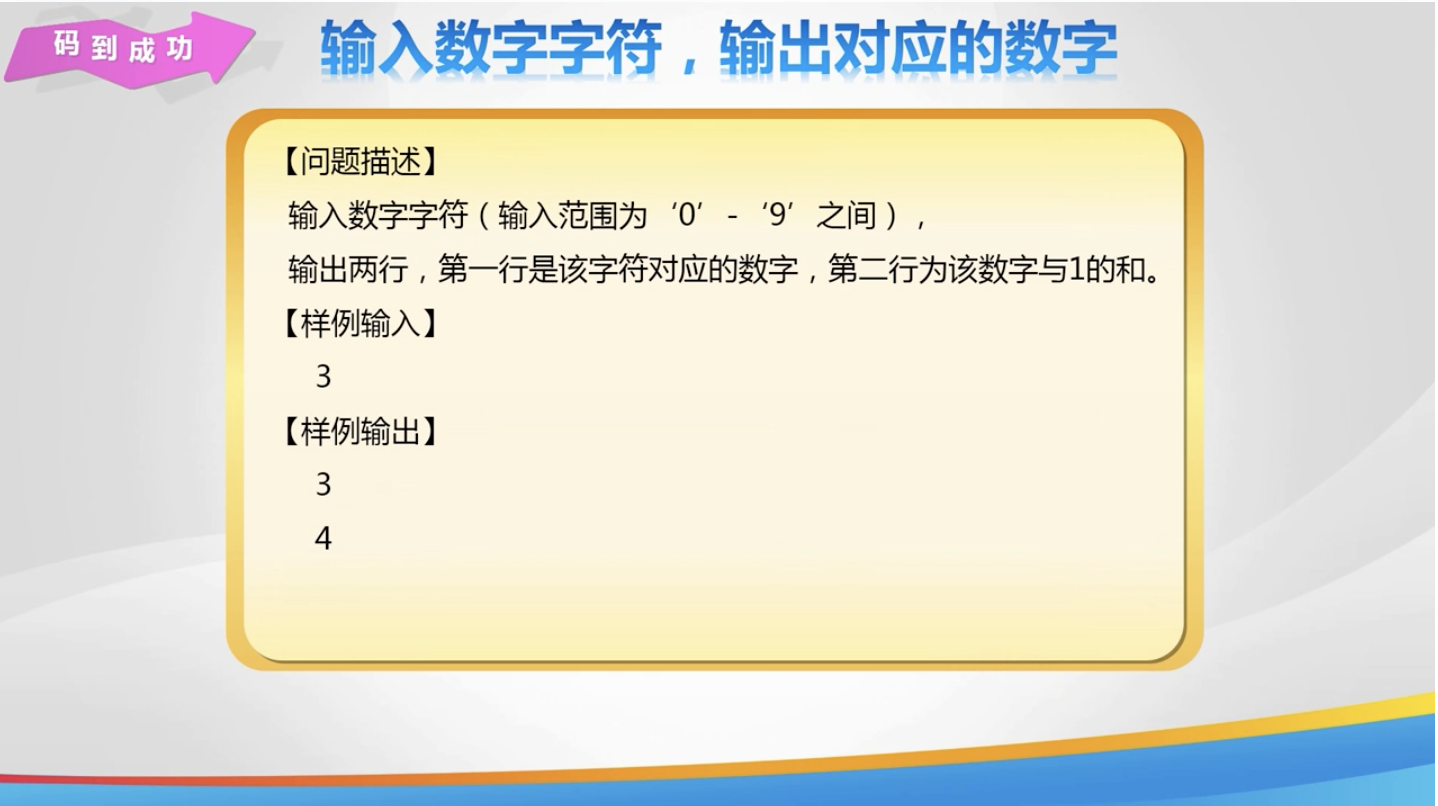 码到成功
输入数字字符，输出对应的数字
【问题描述】
输入数字字符（输入范围为‘0’-‘9’之间），
输出两行，第一行是该字符对应的数字，第二行为该数字与1的和。
【样例输入】
3
【样例输出】
3
4